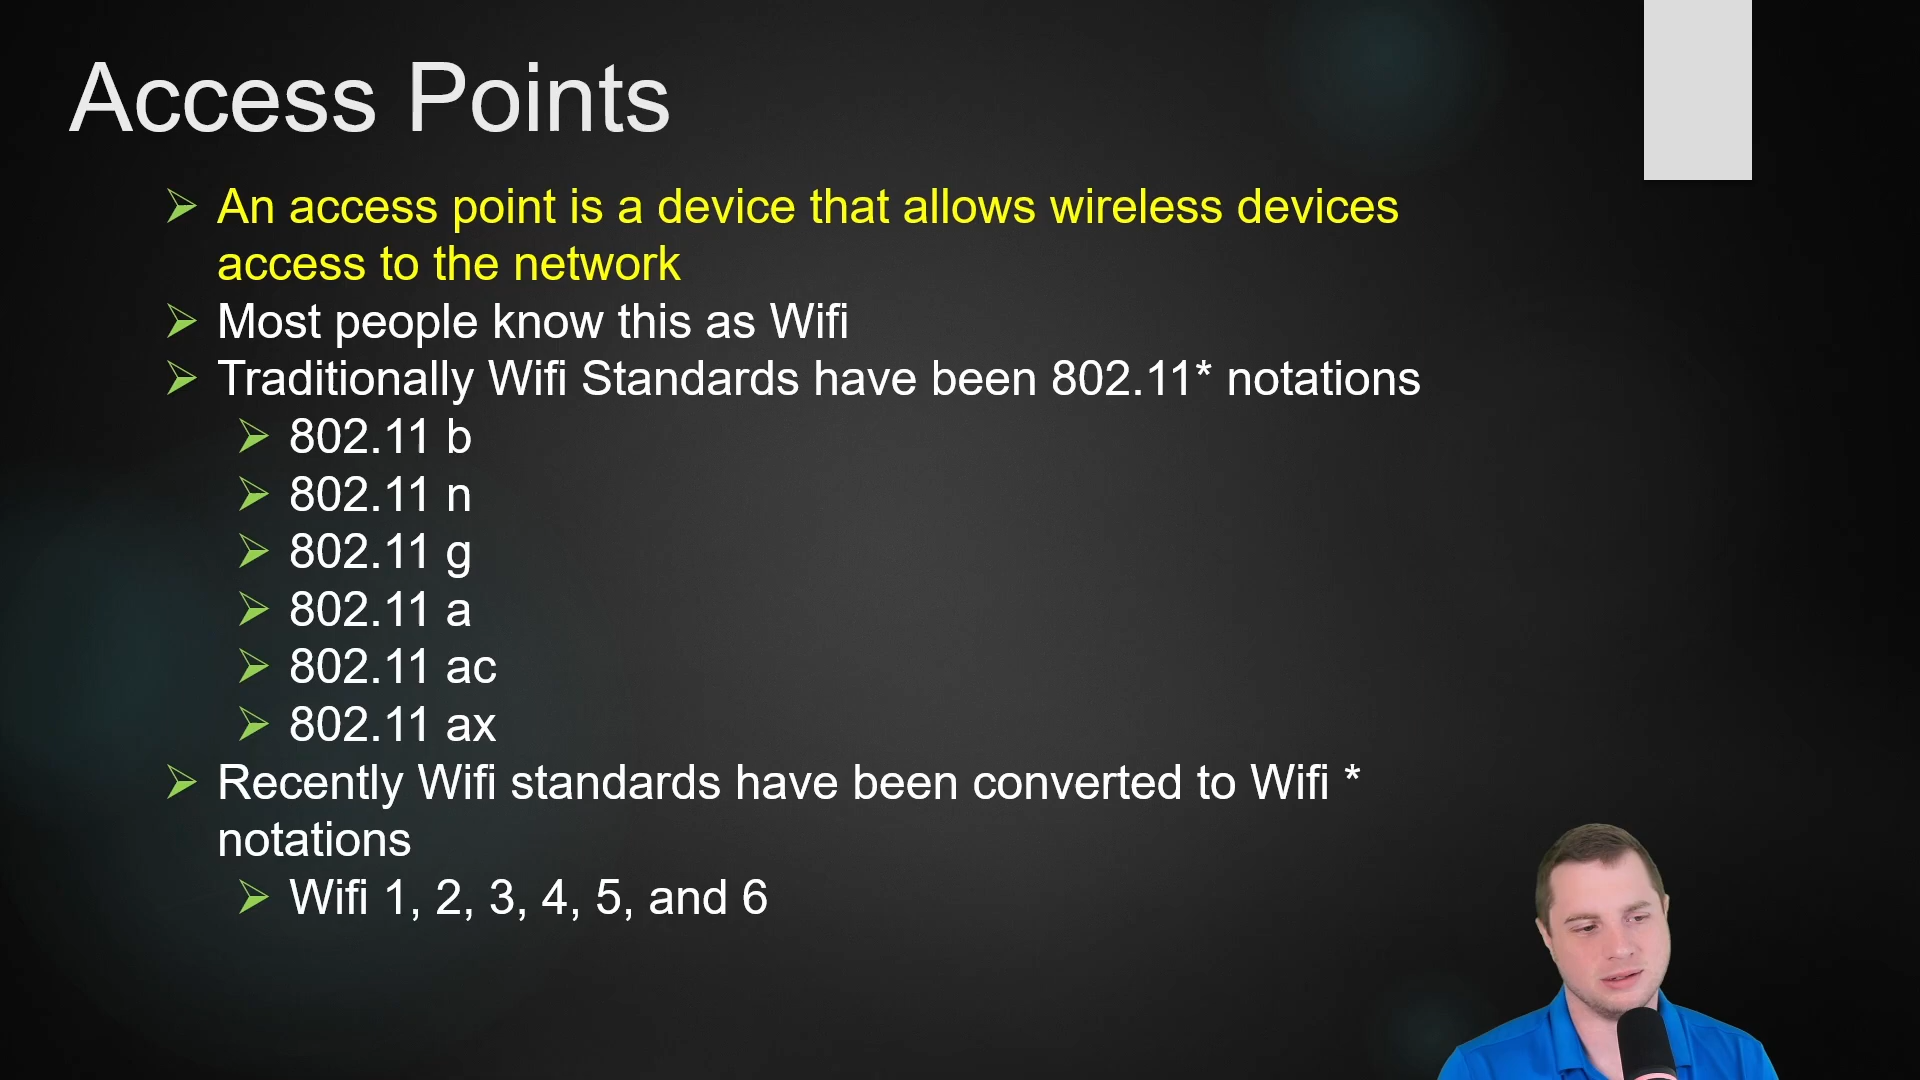 Access Points
An access point is a device that allows wireless devices
access to the network
Most people know this as Wifi
Traditionally Wifi Standards have been 802.11* notations
802.11 b
802.11 n
802.11 g
802.11 a
802.11 ac
802.11 ax
Recently Wifi standards have been converted to Wifi *
notations
Wifi 1, 2, 3, 4, 5, and 6